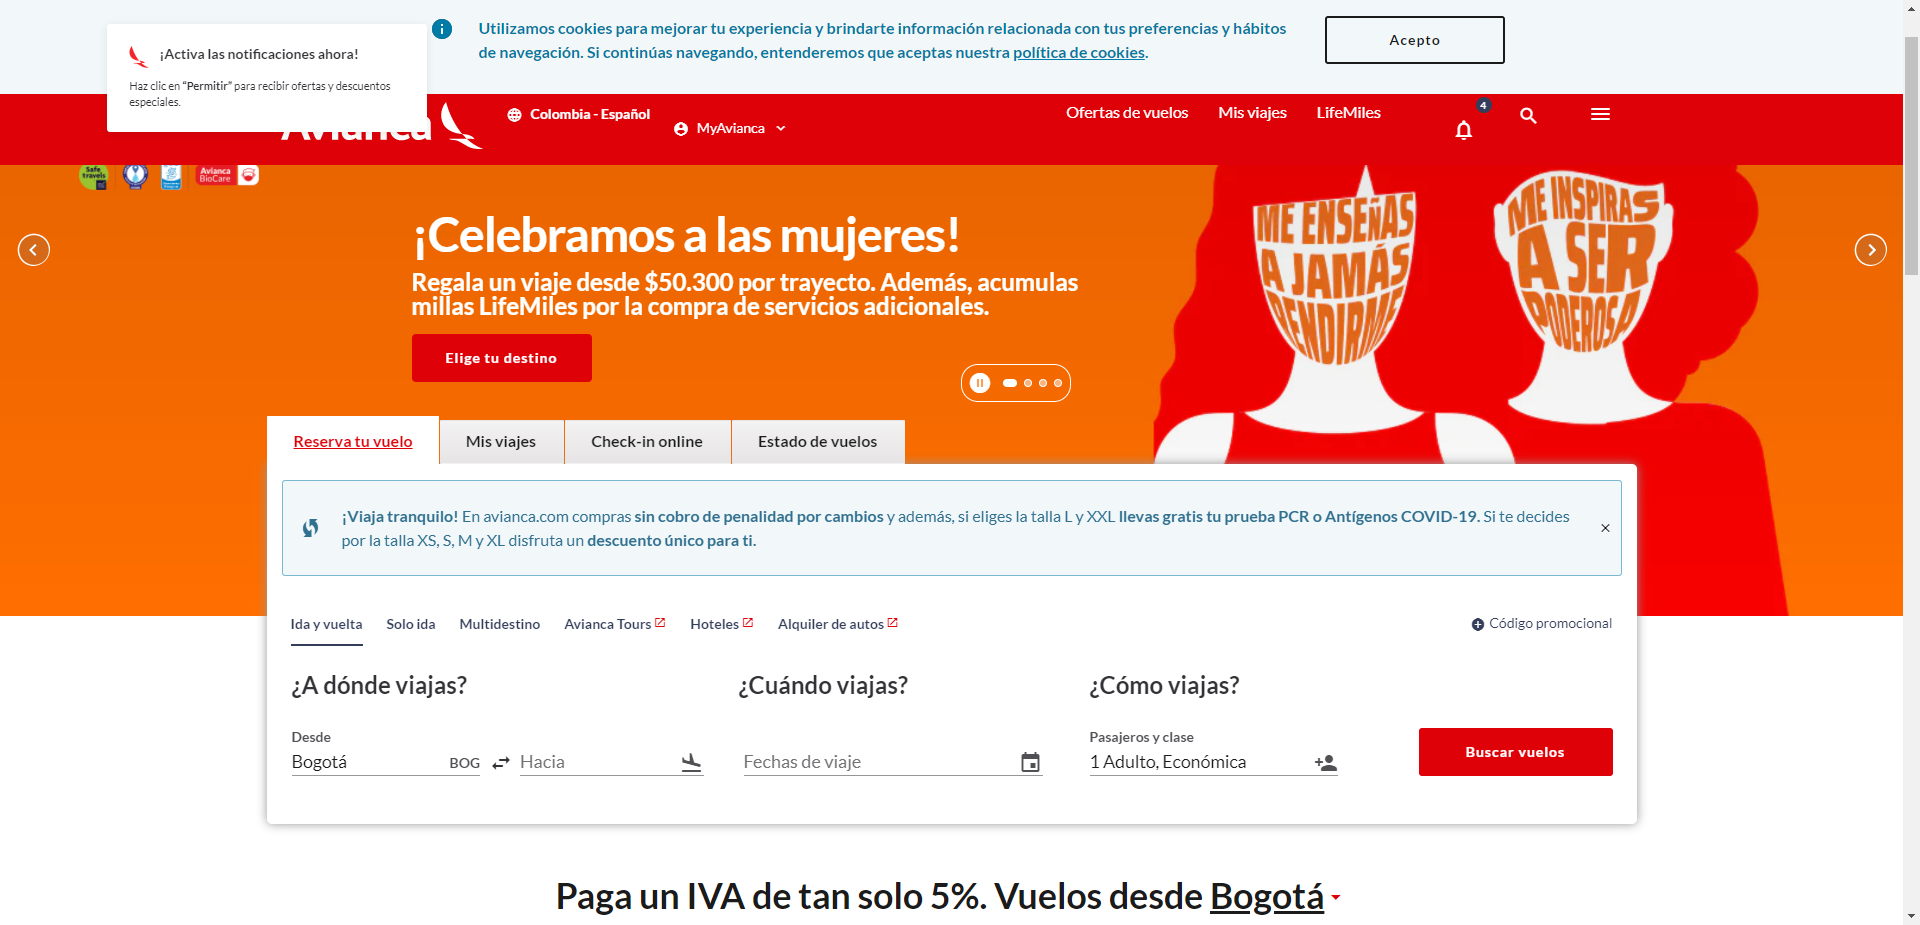 ¡Activa las notificaciones ahora!
Haz clic en “Permitir” para recibir ofertas y descuentos
especiales.
Utilizamos cookies para mejorar tu experiencia y brindarte información relacionada con tus preferencias y hábitos
de navegación. Si continúas navegando, entenderemos que aceptas nuestra política de cookies.
Acepto
Avianca
Colombia - Español
MyAvianca
Ofertas de vuelos
Mis viajes
LifeMiles
4
Safe
travels
Avianca
BioCare
¡Celebramos a las mujeres!
Regala un viaje desde $50.300 por trayecto. Además, acumulas
millas LifeMiles por la compra de servicios adicionales.
Elige tu destino
ME ENSEÑAS
A JAMÁS
RENDIRME
ME INSPIRAS
A SER
PODEROSA
Reserva tu vuelo
Mis viajes
Check-in online
Estado de vuelos
¡Viaja tranquilo! En avianca.com compras sin cobro de penalidad por cambios y además, si eliges la talla L y XXL llevas gratis tu prueba PCR o Antígenos COVID-19. Si te decides
por la talla XS, S, M y XL disfruta un descuento único para ti.
Ida y vuelta
Solo ida
Multidestino
Avianca Tours
Hoteles
Alquiler de autos
Código promocional
¿A dónde viajas?
¿Cuándo viajas?
¿Cómo viajas?
Desde
Bogotá
BOG
Hacia
Fechas de viaje
Pasajeros y clase
1 Adulto, Económica
Buscar vuelos
Paga un IVA de tan solo 5%. Vuelos desde Bogotá